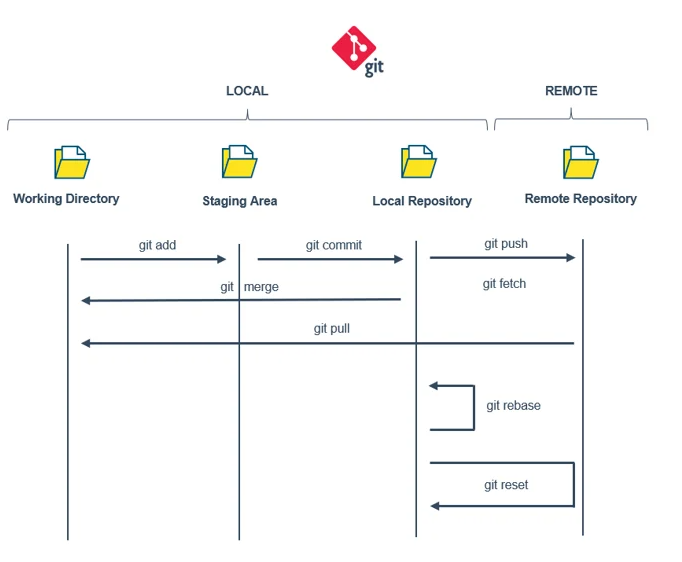 git
LOCAL
REMOTE
Working Directory
Staging Area
Local Repository
Remote Repository
git add
git commit
git push
git merge
git fetch
git pull
git rebase
git reset